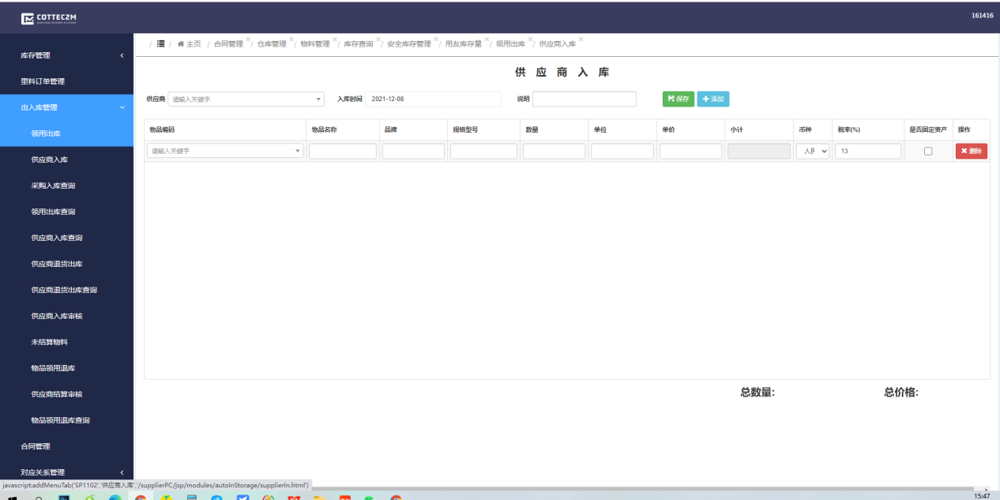 COTTEC2M
161416
/ / 主页 / 合同管理 / 仓库管理 / 物料管理 / 库存查询 / 安全库存管理 / 用友库存量 / 领用出库 / 供应商入库
库存管理
里料订单管理
出入库管理
领用出库
供应商入库
采购入库查询
领用出库查询
供应商入库查询
供应商退货出库
供应商退货出库查询
供应商入库审核
未结算物料
物品领用退库
供应商结算审核
物品领用退库查询
合同管理
对应关系管理
供 应 商 入 库
供应商 请输入关键字 入库时间 2021-12-08 说明 保存 添加
物品编码 物品名称 品牌 规格型号 数量 单位 单价 小计 币种 税率(%) 是否固定资产 操作
请输入关键字 人民 13 删除
总数量: 总价格:
javascript:addMenuTab('SP1102','供应商入库','/supplierPC/jsp/modules/autoInStorage/supplierIn.html')
15:47